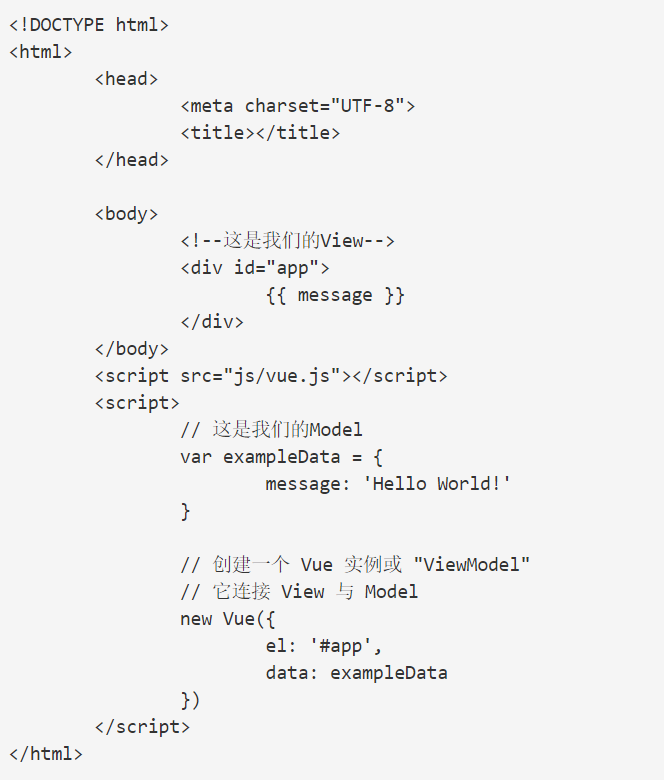 <!DOCTYPE html>
<html>
<head>
<meta charset="UTF-8">
<title></title>
</head>
<body>
<!--这是我们的View-->
<div id="app">
{{ message }}
</div>
</body>
<script src="js/vue.js"></script>
<script>
// 这是我们的Model
var exampleData = {
message: 'Hello World!'
}
// 创建一个 Vue 实例或 "ViewModel"
// 它连接 View 与 Model
new Vue({
el: '#app',
data: exampleData
})
</script>
</html>